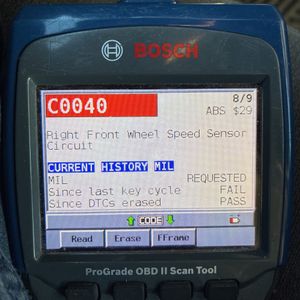 BOSCH
C0040
8/9
ABS $29
Right Front Wheel Speed Sensor
Circuit
CURRENT HISTORY MIL
MIL REQUESTED
Since last key cycle FAIL
Since DTCs erased PASS
CODE
Read Erase FFrame
ProGrade OBD II Scan Tool